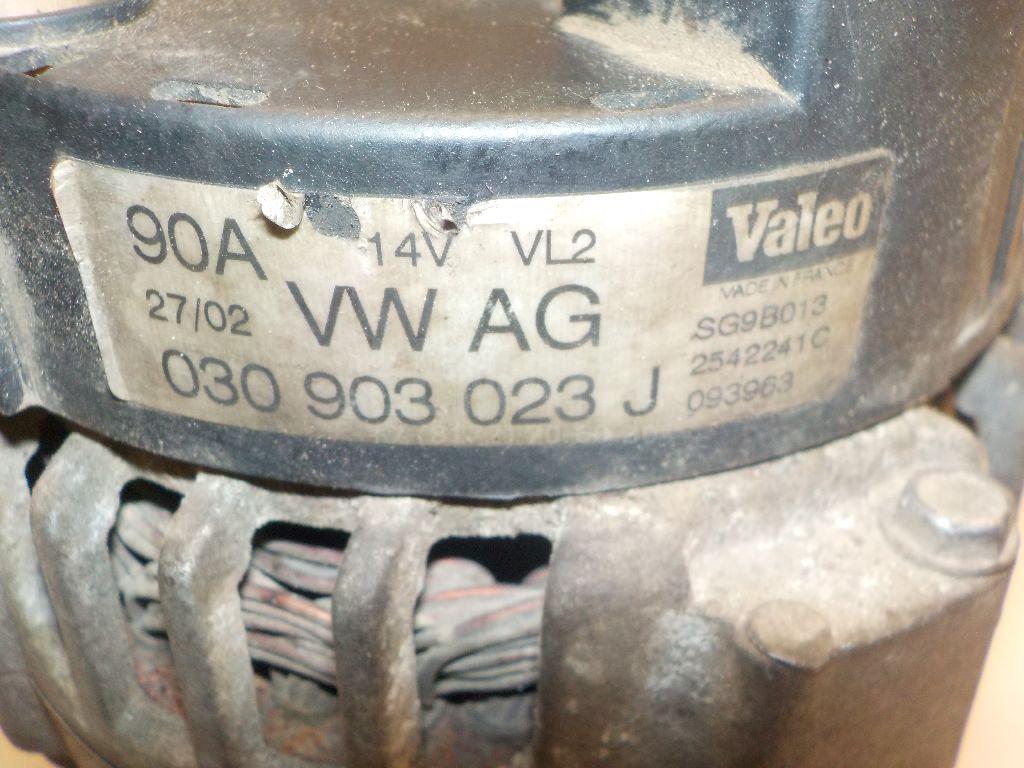 90A 14V VL2
27/02 VW AG
030 903 023 J
Valeo
MADE IN FRANCE
SG9B013
2542241C
093963